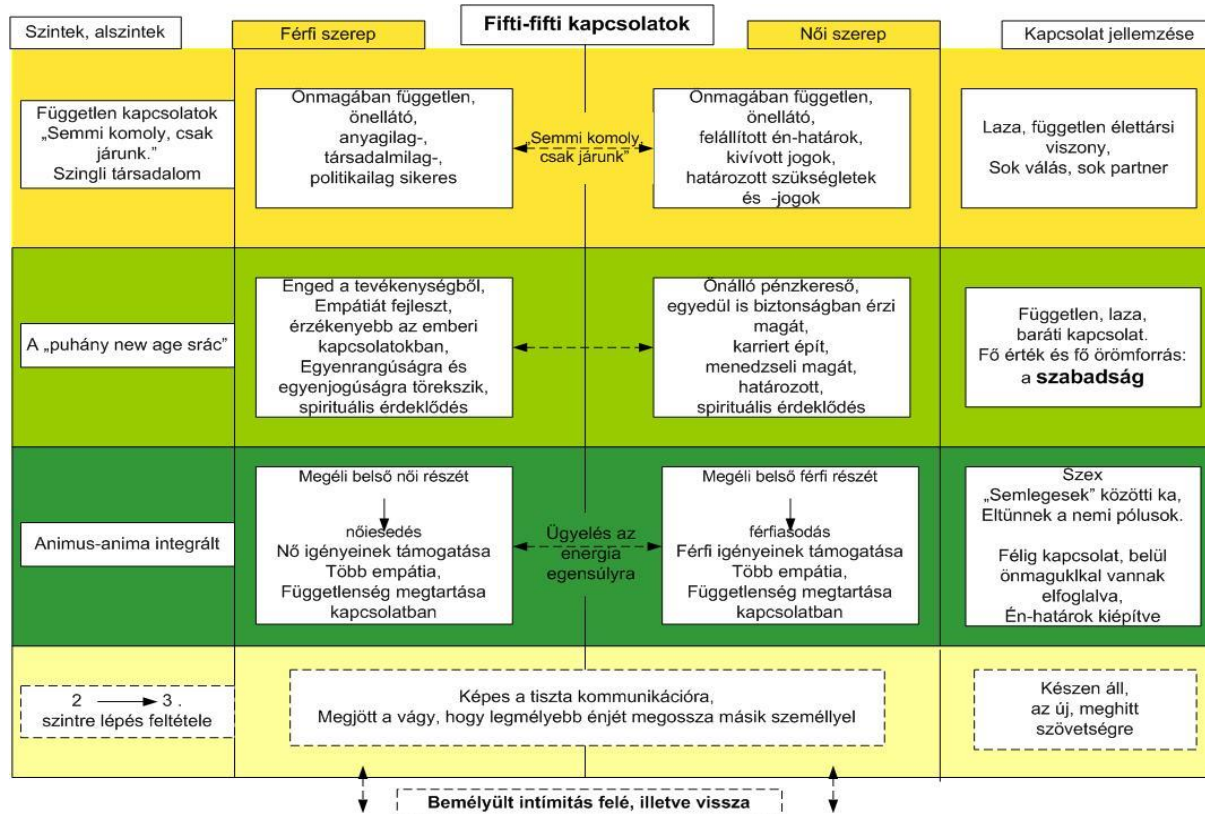 Szintek, alszintek
Férfi szerep
Fifti-fifti kapcsolatok
Női szerep
Kapcsolat jellemzése
Független kapcsolatok
„Semmi komoly, csak
járunk.”
Szingli társadalom
Önmagában független,
önellátó,
anyagilag-,
társadalmilag-,
politikailag sikeres
„Semmi komoly,
csak járunk”
Önmagában független,
önellátó,
felállított én-határok,
kivívott jogok,
határozott szükségletek
és -jogok
Laza, független élettársi
viszony,
Sok válás, sok partner
A „puhány new age srác”
Enged a tevékenységből,
Empátiát fejleszt,
érzékenyebb az emberi
kapcsolatokban,
Egyenrangúságra és
egyenjogúságra törekszik,
spirituális érdeklődés
Önálló pénzkereső,
egyedül is biztonságban érzi
magát,
karriert épít,
menedzseli magát,
határozott,
spirituális érdeklődés
Független, laza,
baráti kapcsolat.
Fő érték és fő örömforrás:
a szabadság
Animus-anima integrált
Megéli belső női részét
nőiesedés
Nő igényeinek támogatása
Több empátia,
Függetlenség megtartása
kapcsolatban
Ügyelés az
energia
egensúlyra
Megéli belső férfi részét
férfiasodás
Férfi igényeinek támogatása
Több empátia,
Függetlenség megtartása
kapcsolatban
Szex
„Semlegesek” közötti ka,
Eltűnnek a nemi pólusok.
Félig kapcsolat, belül
önmaguklkal vannak
elfoglalva,
Én-határok kiépítve
2 3 .
szintre lépés feltétele
Képes a tiszta kommunikációra,
Megjött a vágy, hogy legmélyebb énjét megossza másik személlyel
Készen áll,
az új, meghitt
szövetségre
Bemélyült intímitás felé, illetve vissza